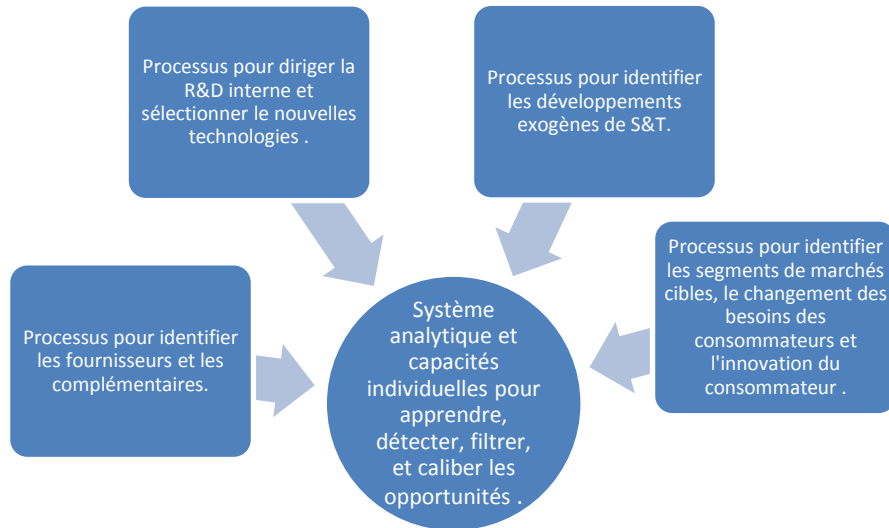 Processus pour diriger la
R&D interne et
sélectionner le nouvelles
technologies .
Processus pour identifier
les développements
exogènes de S&T.
Processus pour identifier
les fournisseurs et les
complémentaires.
Système
analytique et
capacités
individuelles pour
apprendre,
détecter, filtrer,
et caliber les
opportunités .
Processus pour identifier
les segments de marchés
cibles, le changement des
besoins des
consommateurs et
l'innovation du
consommateur .